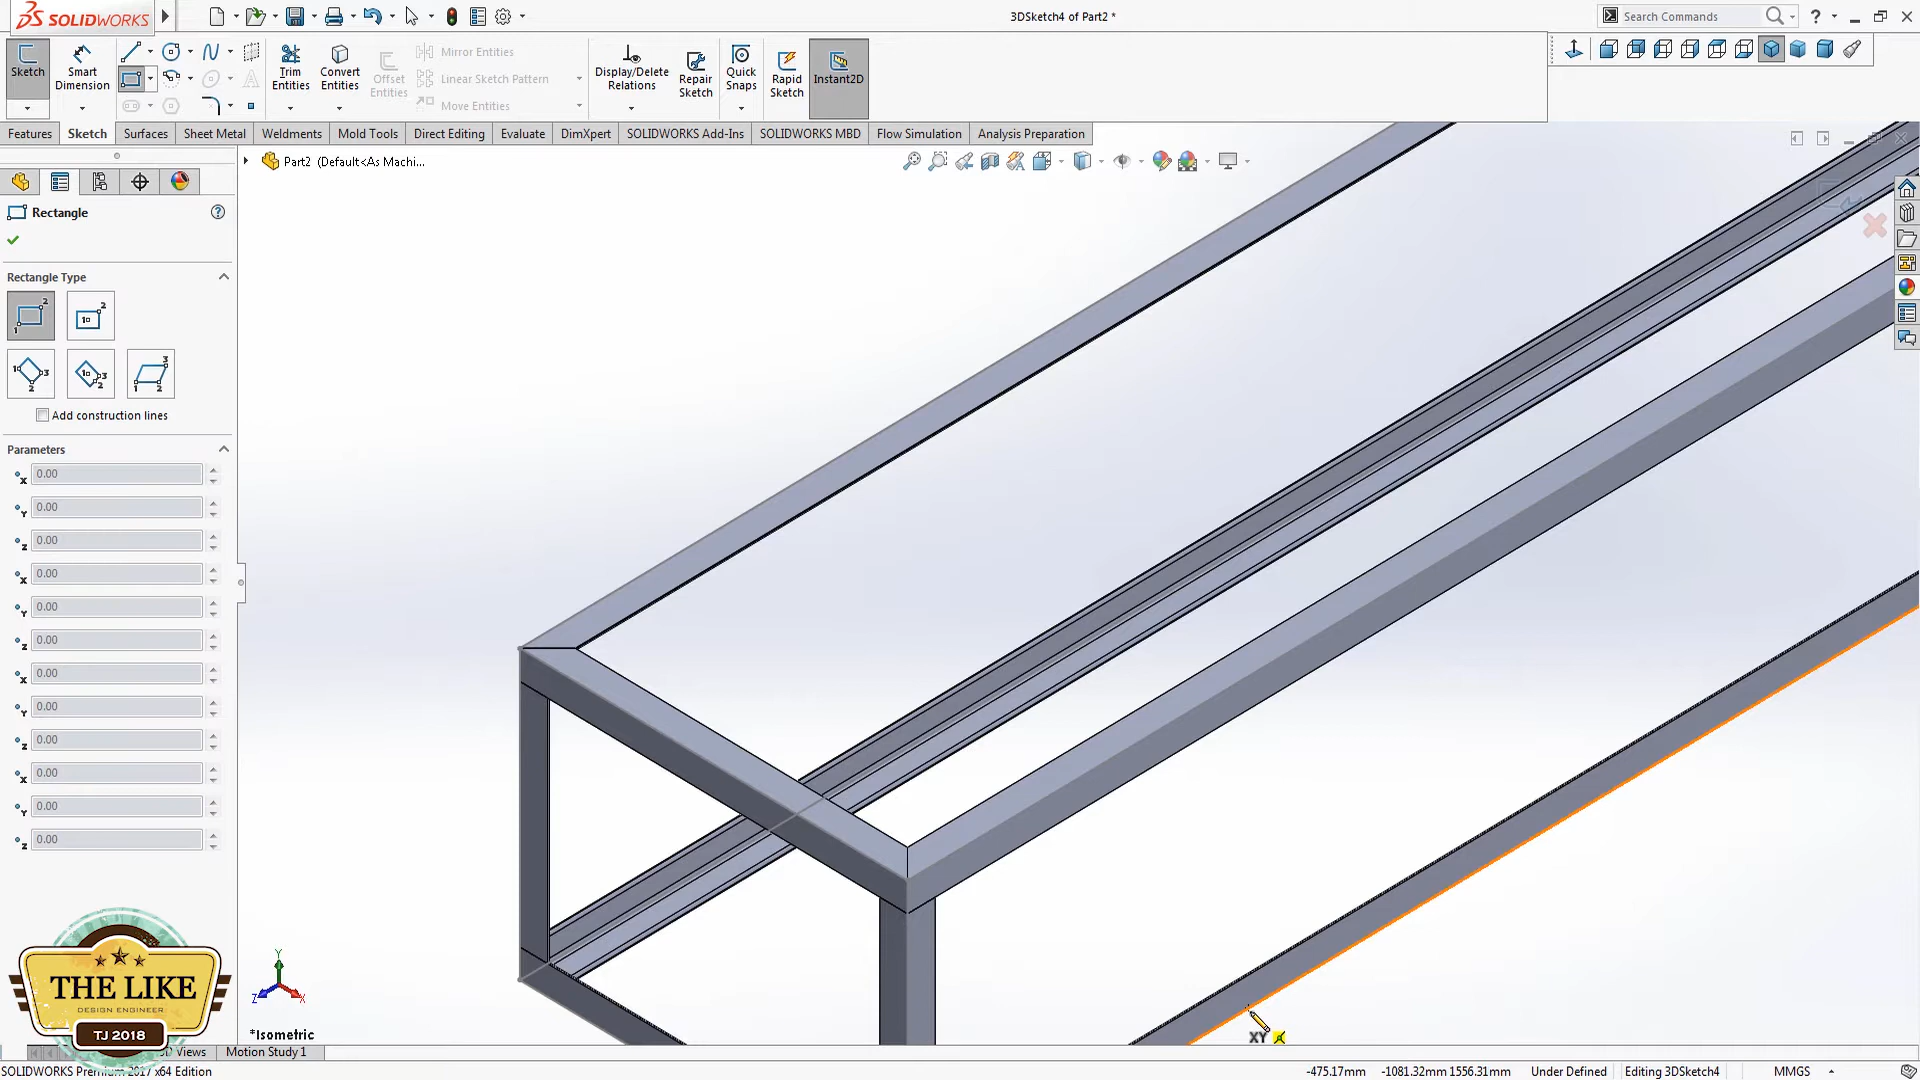 SOLIDWORKS
3DSketch4 of Part2 *
Search Commands
?
Sketch
Smart Dimension
Trim Entities
Convert Entities
Offset Entities
Mirror Entities
Linear Sketch Pattern
Move Entities
Display/Delete Relations
Repair Sketch
Quick Snaps
Rapid Sketch
Instant2D
Features
Sketch
Surfaces
Sheet Metal
Weldments
Mold Tools
Direct Editing
Evaluate
DimXpert
SOLIDWORKS Add-Ins
SOLIDWORKS MBD
Flow Simulation
Analysis Preparation
Part2 (Default<As Machi...
Rectangle
Rectangle Type
Add construction lines
Parameters
X 0.00
Y 0.00
Z 0.00
X 0.00
Y 0.00
Z 0.00
X 0.00
Y 0.00
Z 0.00
X 0.00
Y 0.00
Z 0.00
THE LIKE
DESIGN ENGINEER
TJ 2018
Y
Z X
*Isometric
XY
3D Views
Motion Study 1
SOLIDWORKS Premium 2017 x64 Edition
-475.17mm -1081.32mm 1556.31mm Under Defined Editing 3DSketch4 MMGS